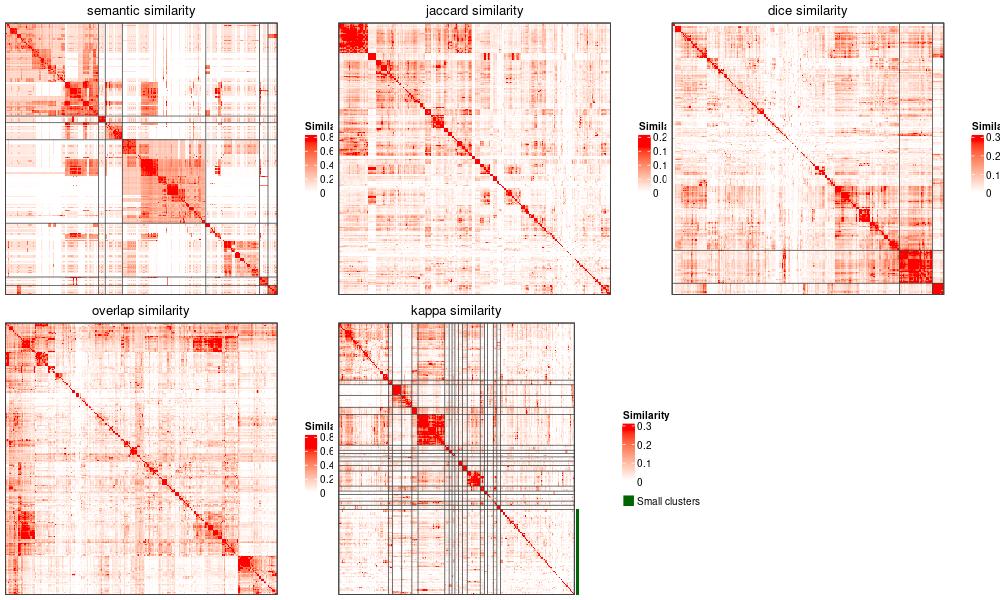 semantic similarity
jaccard similarity
dice similarity
Simila
0.8
0.6
0.4
0.2
0
Simila
0.2
0.1
0.1
0.0
0
Simila
0.3
0.2
0.1
0
overlap similarity
kappa similarity
Simila
0.8
0.6
0.4
0.2
0
Similarity
0.3
0.2
0.1
0
Small clusters